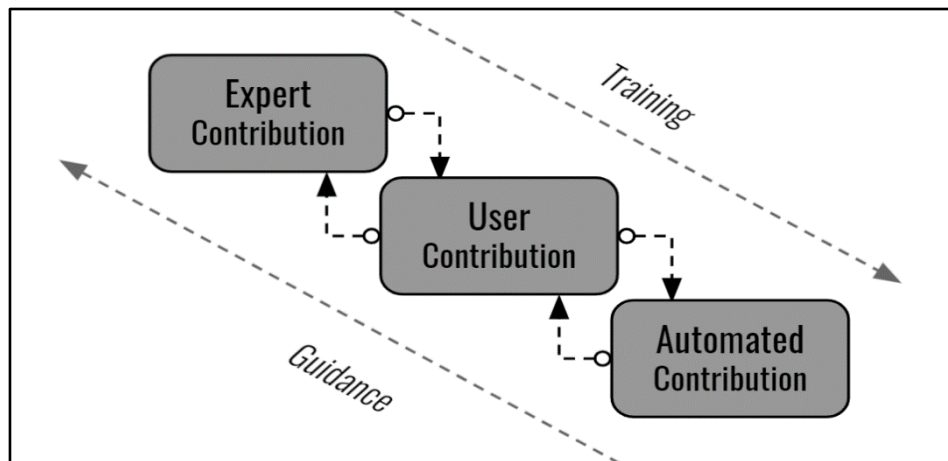 Expert
Contribution
Training
User
Contribution
Automated
Contribution
Guidance